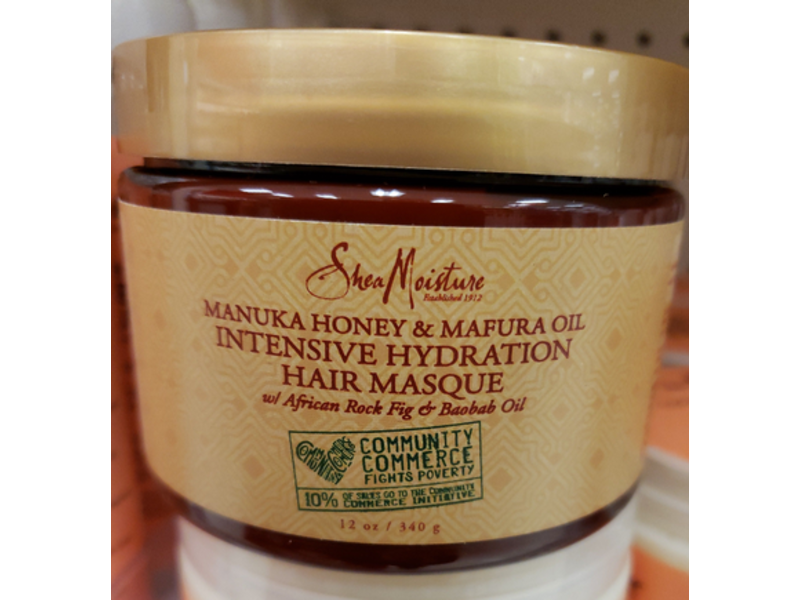 SheaMoisture
Established 1912
MANUKA HONEY & MAFURA OIL
INTENSIVE HYDRATION
HAIR MASQUE
w/ African Rock Fig & Baobab Oil
COMMUNITY
COMMERCE
FIGHTS POVERTY
10% OF SALES GO TO THE COMMUNITY
COMMERCE INITIATIVE
12 oz / 340 g